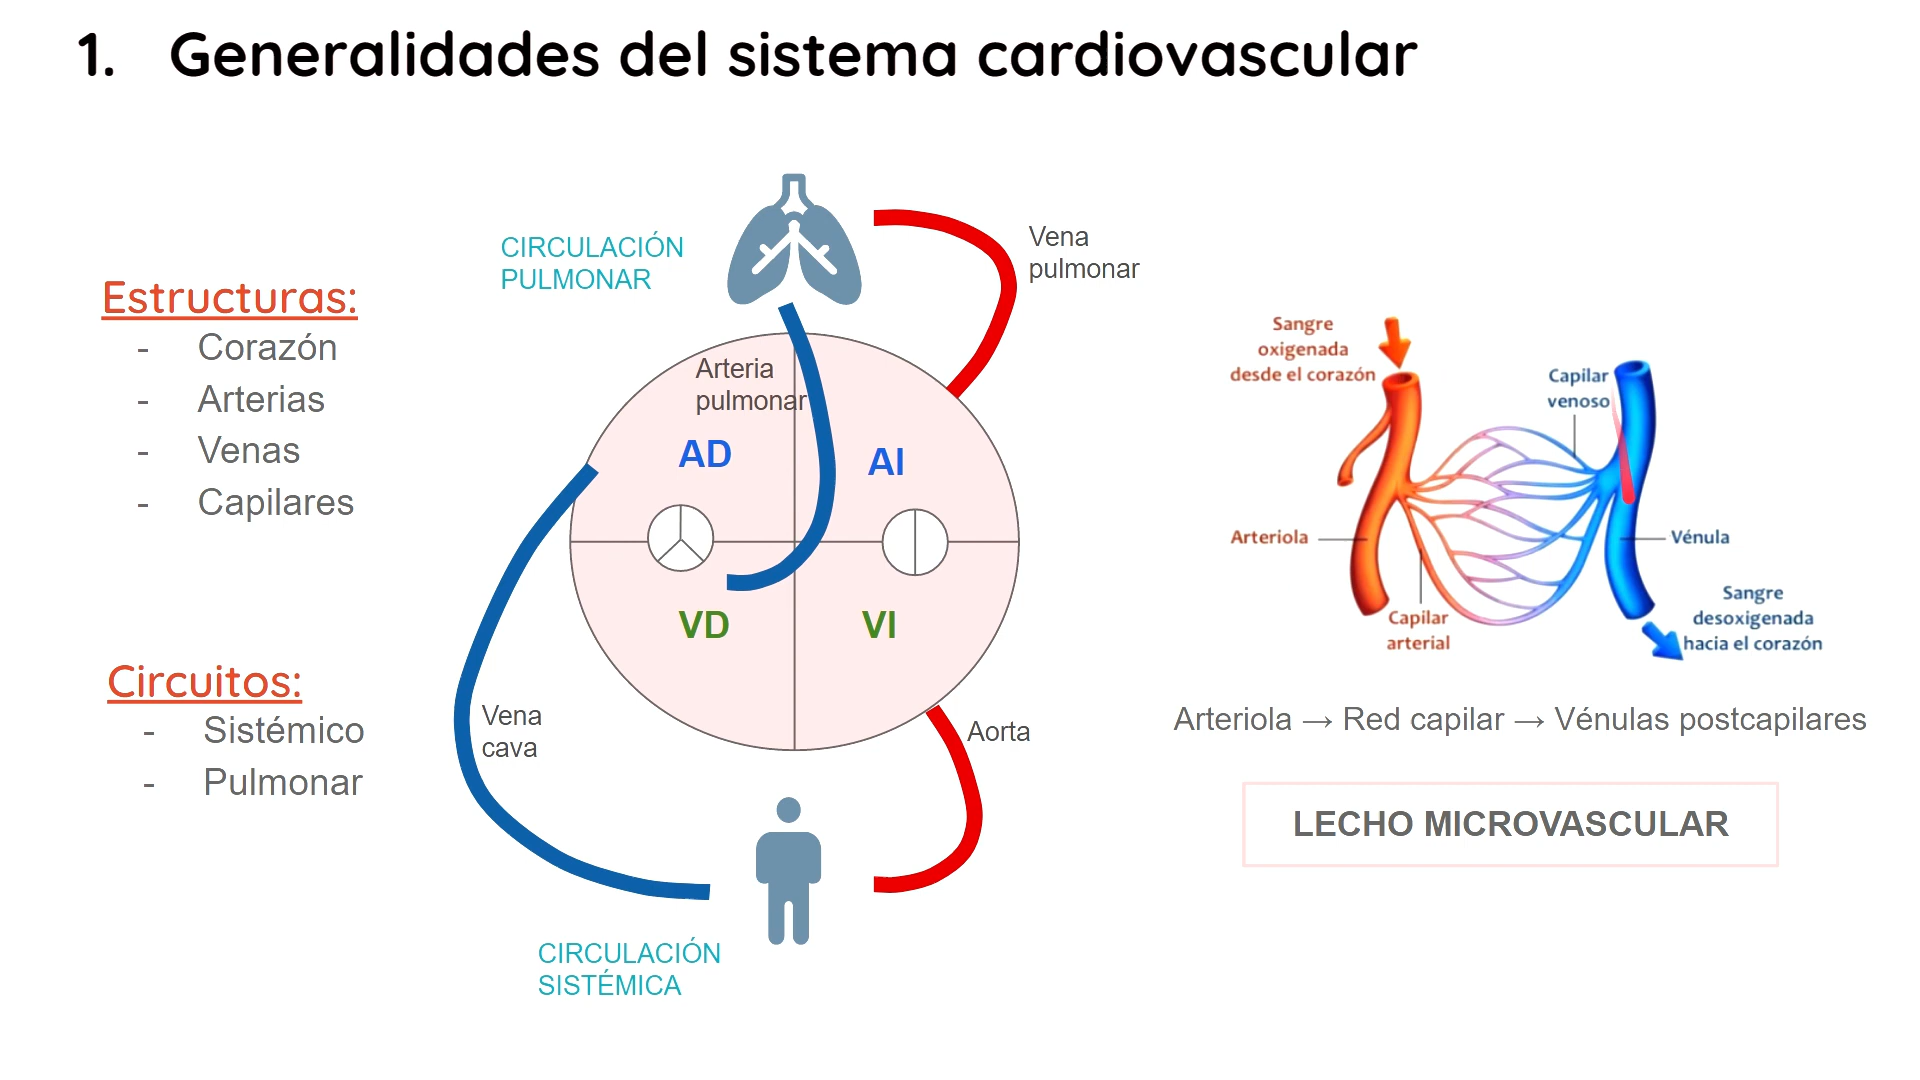 1. Generalidades del sistema cardiovascular
Estructuras:
- Corazón
- Arterias
- Venas
- Capilares
Circuitos:
- Sistémico
- Pulmonar
CIRCULACIÓN
PULMONAR
Vena
pulmonar
Arteria
pulmonar
AD
AI
VD
VI
Vena
cava
Aorta
CIRCULACIÓN
SISTÉMICA
Sangre
oxigenada
desde el corazón
Capilar
venoso
Arteriola
Vénula
Capilar
arterial
Sangre
desoxigenada
hacia el corazón
Arteriola → Red capilar → Vénulas postcapilares
LECHO MICROVASCULAR